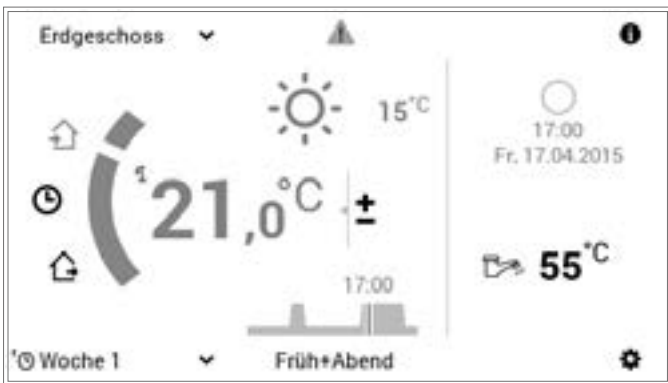 Erdgeschoss
15°C
17:00
Fr. 17.04.2015
21,0°C
±
55°C
17:00
Woche 1
Früh+Abend